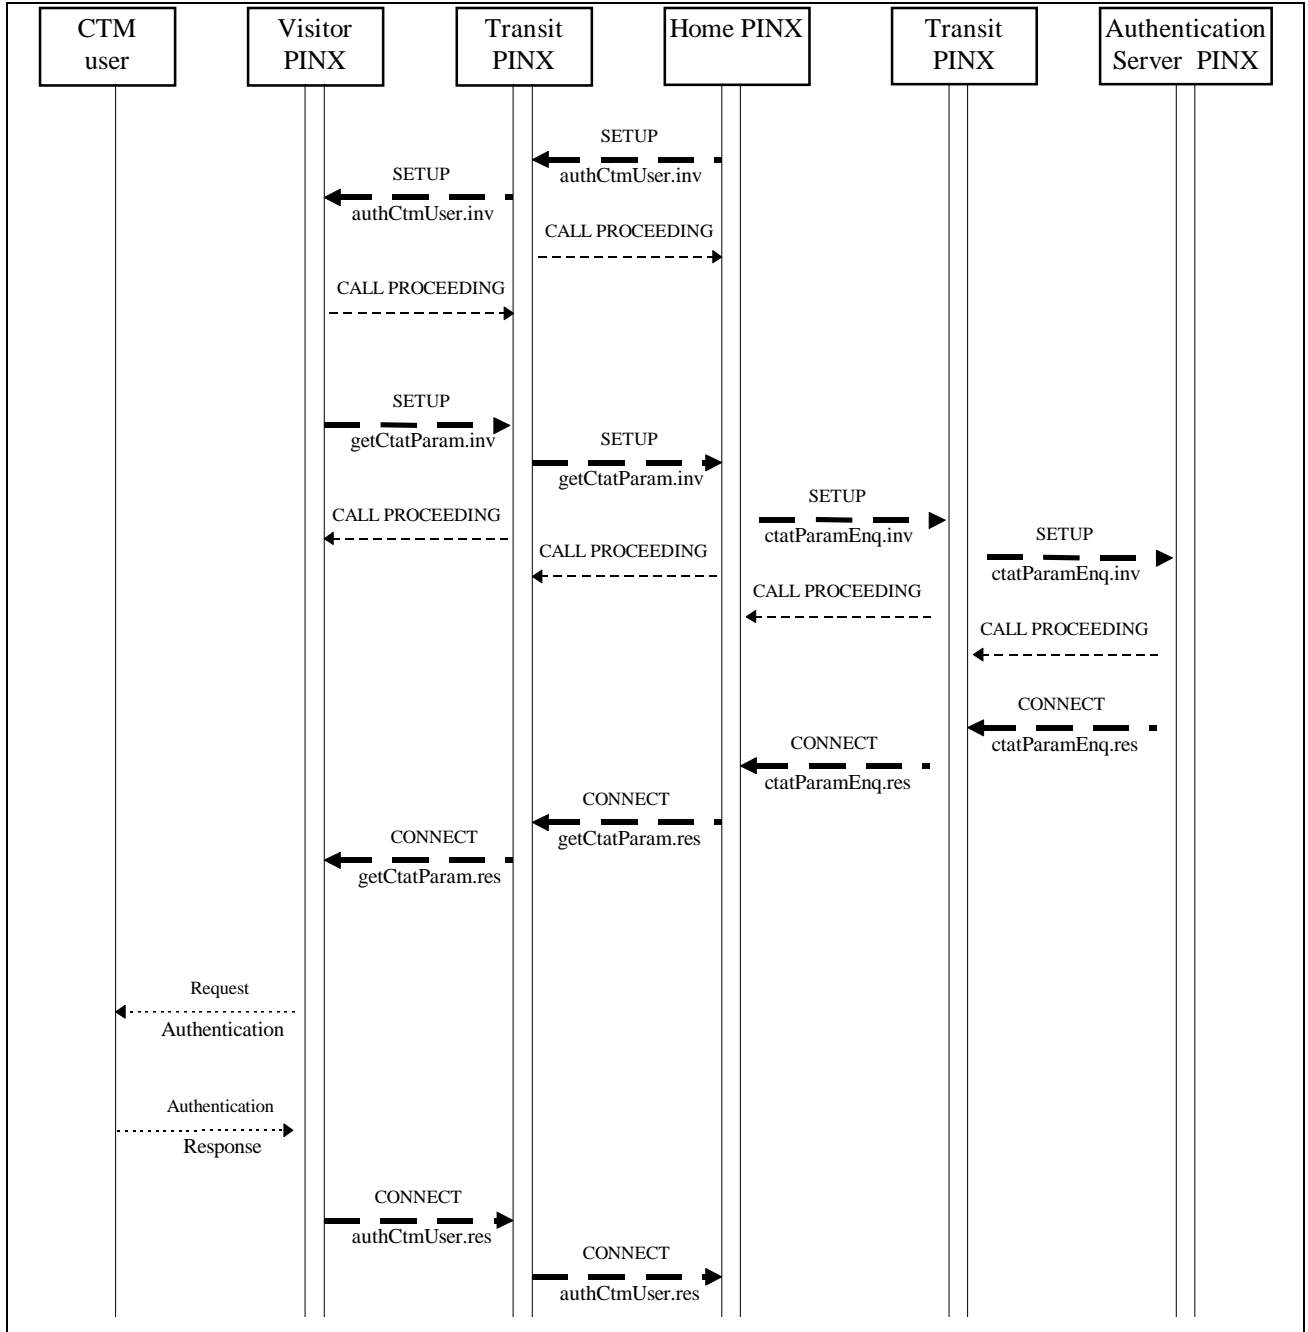 CTM
user
Visitor
PINX
Transit
PINX
Home PINX
Transit
PINX
Authentication
Server PINX
SETUP
authCtmUser.inv
SETUP
authCtmUser.inv
CALL PROCEEDING
CALL PROCEEDING
SETUP
getCtatParam.inv
SETUP
getCtatParam.inv
SETUP
ctatParamEnq.inv
CALL PROCEEDING
SETUP
ctatParamEnq.inv
CALL PROCEEDING
CALL PROCEEDING
CALL PROCEEDING
CONNECT
ctatParamEnq.res
CONNECT
ctatParamEnq.res
CONNECT
getCtatParam.res
CONNECT
getCtatParam.res
Request
Authentication
Authentication
Response
CONNECT
authCtmUser.res
CONNECT
authCtmUser.res